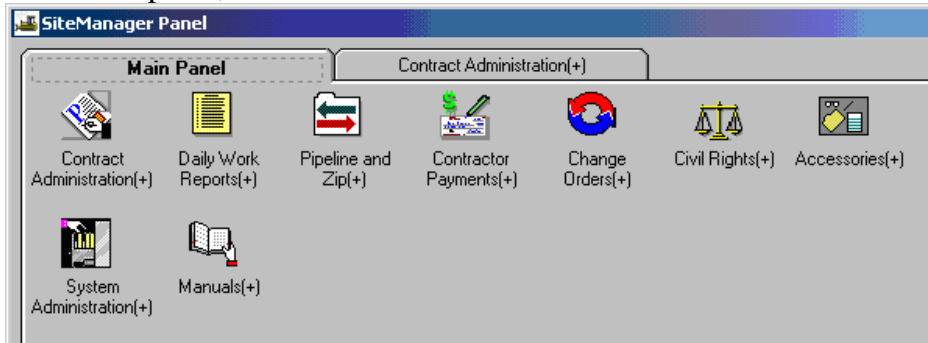 SiteManager Panel
Main Panel
Contract Administration(+)
Contract
Administration(+)
Daily Work
Reports(+)
Pipeline and
Zip(+)
Contractor
Payments(+)
Change
Orders(+)
Civil Rights(+)
Accessories(+)
System
Administration(+)
Manuals(+)